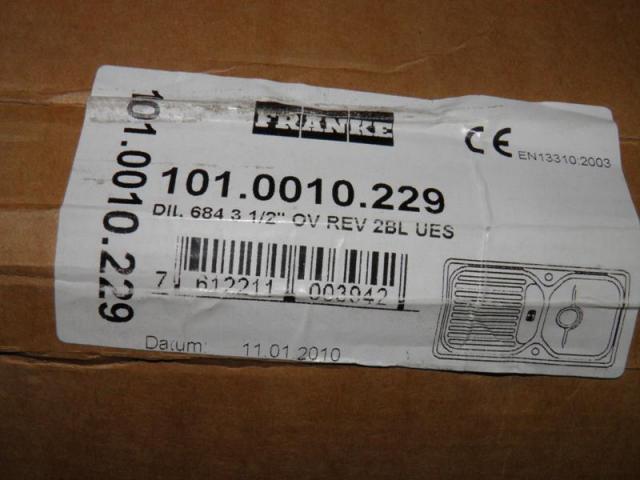 FRANKE
CE EN13310:2003
101.0010.229
101.0010.229
DIL. 684 3 1/2" OV REV 2BL UES
7 612211 003942
Datum: 11.01.2010